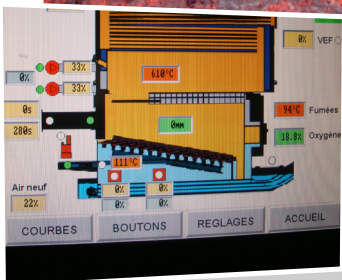 0% VEF
33%
610°C
0%
33%
0s
94°C Fumées
0mm
280s
18.8% Oxygène
111°C
Air neuf
0% 0%
22%
0% 0%
COURBES BOUTONS REGLAGES ACCUEIL